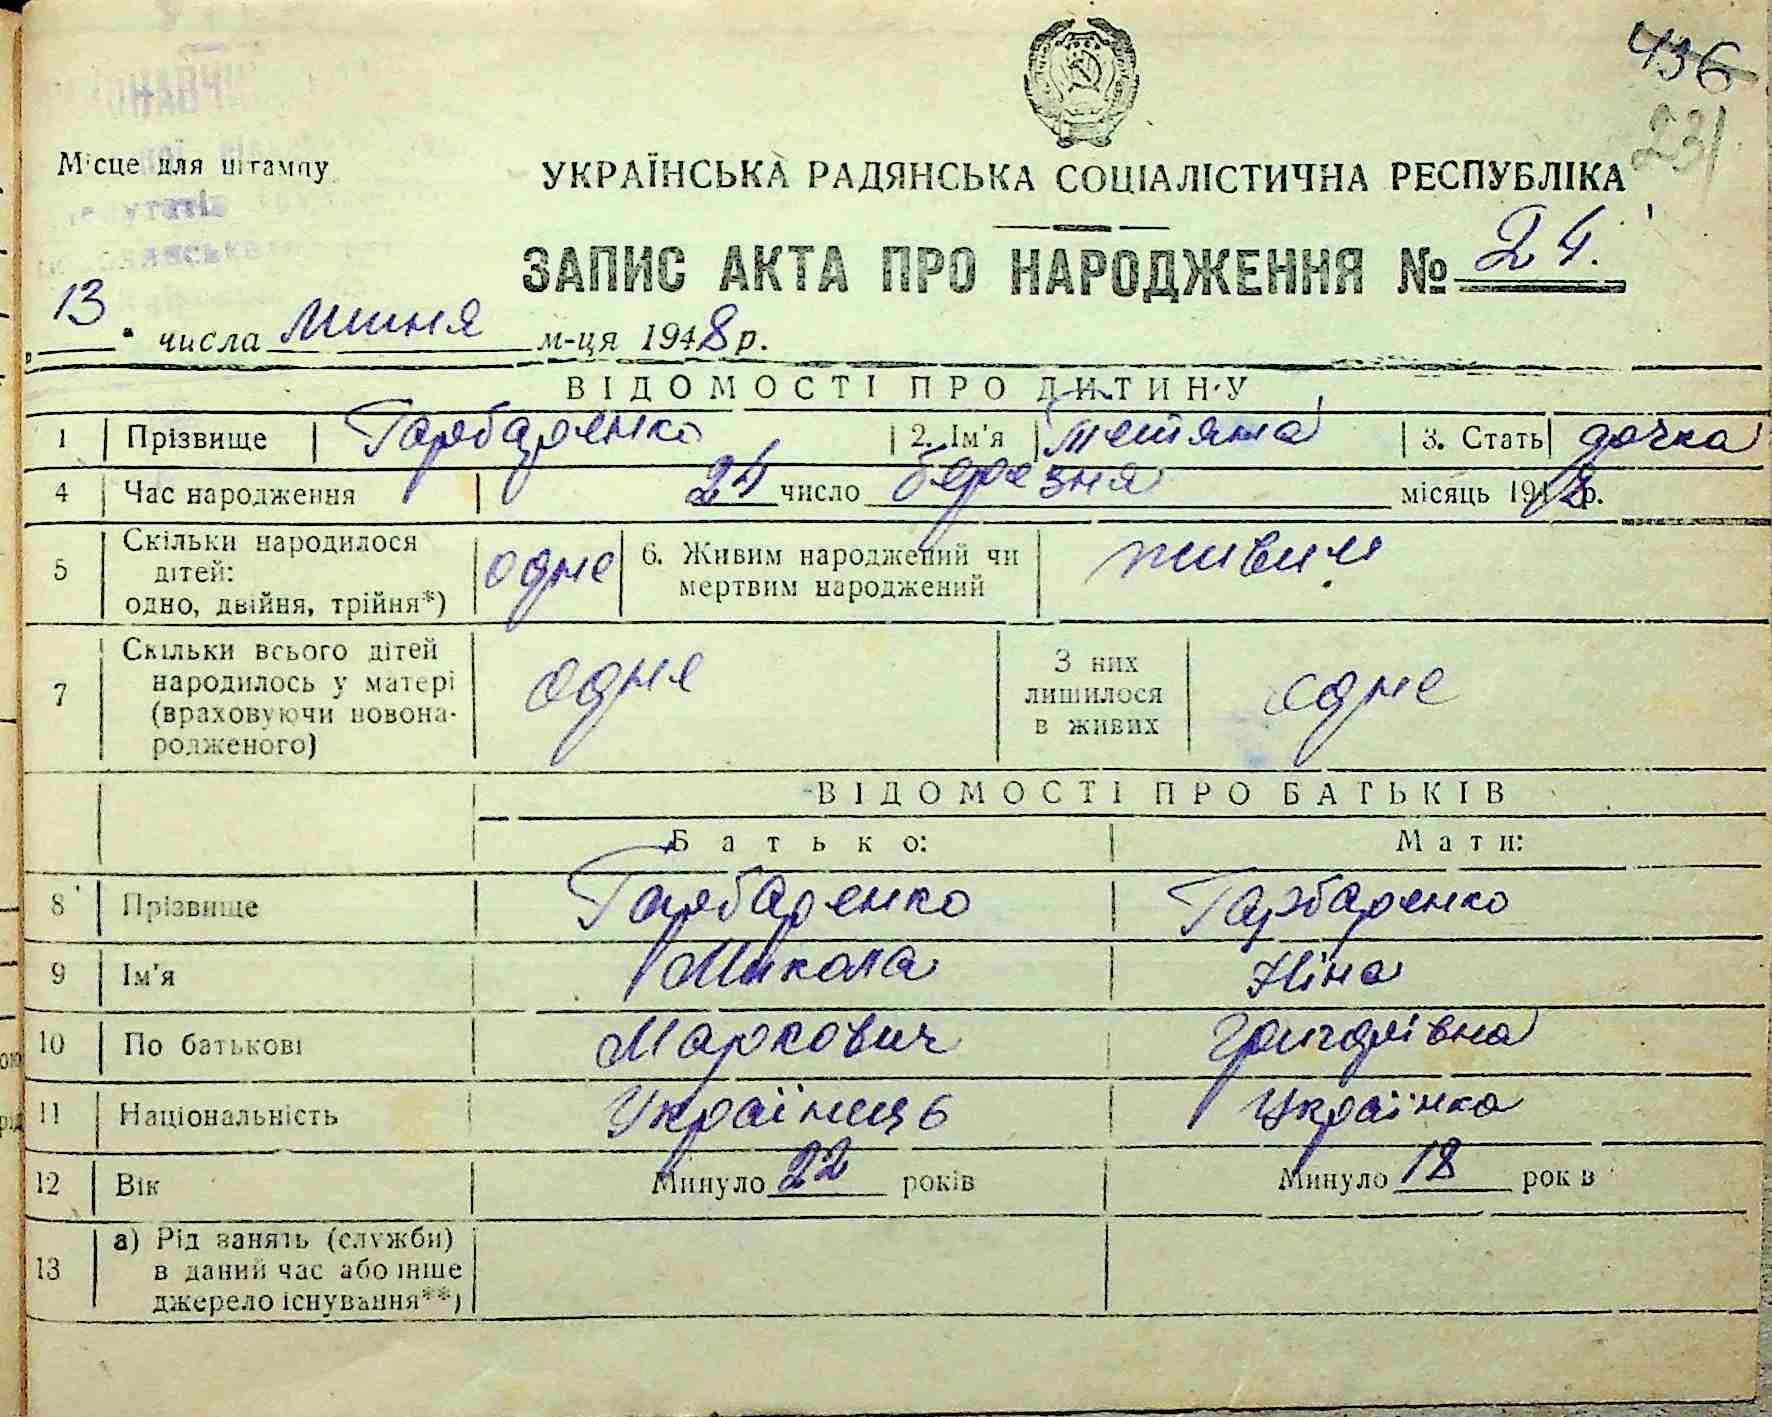 436
231
Місце для штампу
УКРАЇНСЬКА РАДЯНСЬКА СОЦІАЛІСТИЧНА РЕСПУБЛІКА
ЗАПИС АКТА ПРО НАРОДЖЕННЯ № 24.
„13" числа липня м-ця 1948 р.
ВІДОМОСТІ ПРО ДИТИНУ
1 Прізвище Гарбаренко 2. Ім'я Тетяна 3. Стать дочка
4 Час народження 24 число березня місяць 1948 р.
5 Скільки народилося дітей: одно, двійня, трійня*) одне 6. Живим народжений чи мертвим народжений живим
7 Скільки всього дітей народилось у матері (враховуючи новонародженого) одне З них лишилося в живих одне
ВІДОМОСТІ ПРО БАТЬКІВ
Батько: Мати:
8 Прізвище Гарбаренко Гарбаренко
9 Ім'я Микола Ніна
10 По батькові Маркович Григорівна
11 Національність Українець Українка
12 Вік Минуло 22 років Минуло 18 років
13 а) Рід занять (служби) в даний час або інше джерело існування**)